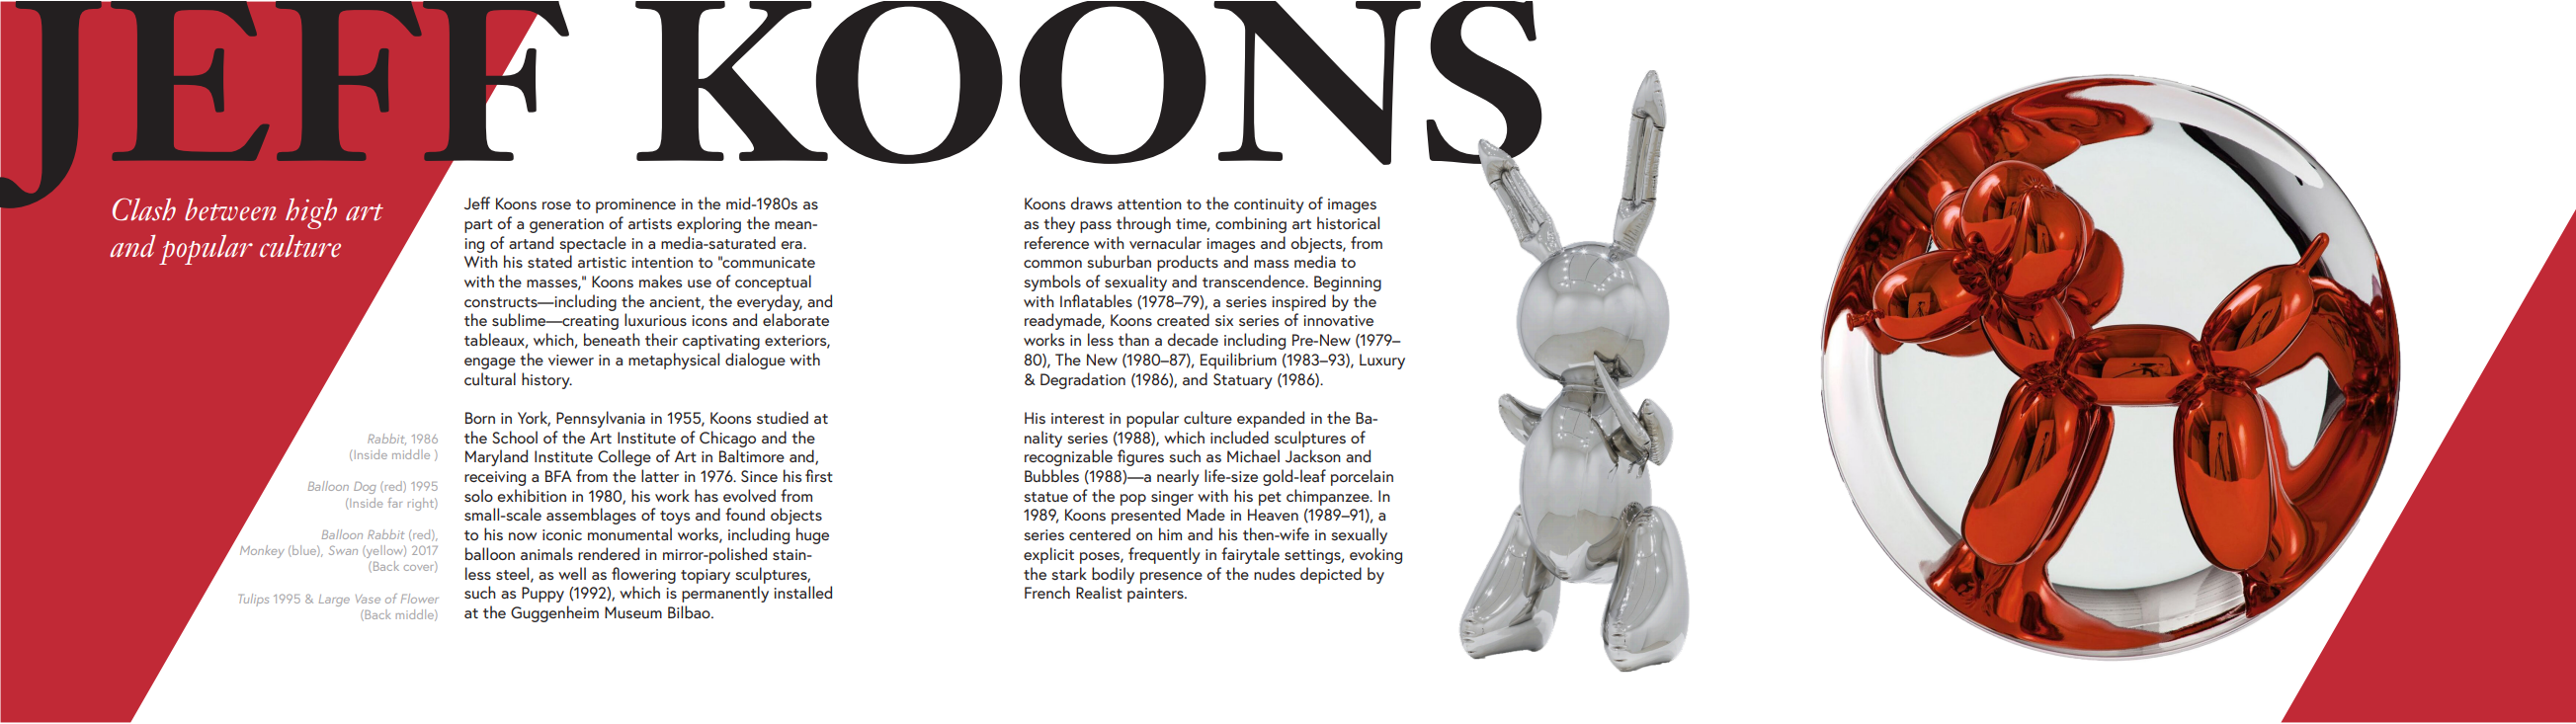 JEFF KOONS
Clash between high art
and popular culture
Rabbit, 1986
(Inside middle )
Balloon Dog (red) 1995
(Inside far right)
Balloon Rabbit (red),
Monkey (blue), Swan (yellow) 2017
(Back cover)
Tulips 1995 & Large Vase of Flower
(Back middle)
Jeff Koons rose to prominence in the mid-1980s as
part of a generation of artists exploring the mean-
ing of artand spectacle in a media-saturated era.
With his stated artistic intention to "communicate
with the masses," Koons makes use of conceptual
constructs—including the ancient, the everyday, and
the sublime—creating luxurious icons and elaborate
tableaux, which, beneath their captivating exteriors,
engage the viewer in a metaphysical dialogue with
cultural history.
Born in York, Pennsylvania in 1955, Koons studied at
the School of the Art Institute of Chicago and the
Maryland Institute College of Art in Baltimore and,
receiving a BFA from the latter in 1976. Since his first
solo exhibition in 1980, his work has evolved from
small-scale assemblages of toys and found objects
to his now iconic monumental works, including huge
balloon animals rendered in mirror-polished stain-
less steel, as well as flowering topiary sculptures,
such as Puppy (1992), which is permanently installed
at the Guggenheim Museum Bilbao.
Koons draws attention to the continuity of images
as they pass through time, combining art historical
reference with vernacular images and objects, from
common suburban products and mass media to
symbols of sexuality and transcendence. Beginning
with Inflatables (1978–79), a series inspired by the
readymade, Koons created six series of innovative
works in less than a decade including Pre-New (1979–
80), The New (1980–87), Equilibrium (1983–93), Luxury
& Degradation (1986), and Statuary (1986).
His interest in popular culture expanded in the Ba-
nality series (1988), which included sculptures of
recognizable figures such as Michael Jackson and
Bubbles (1988)—a nearly life-size gold-leaf porcelain
statue of the pop singer with his pet chimpanzee. In
1989, Koons presented Made in Heaven (1989–91), a
series centered on him and his then-wife in sexually
explicit poses, frequently in fairytale settings, evoking
the stark bodily presence of the nudes depicted by
French Realist painters.